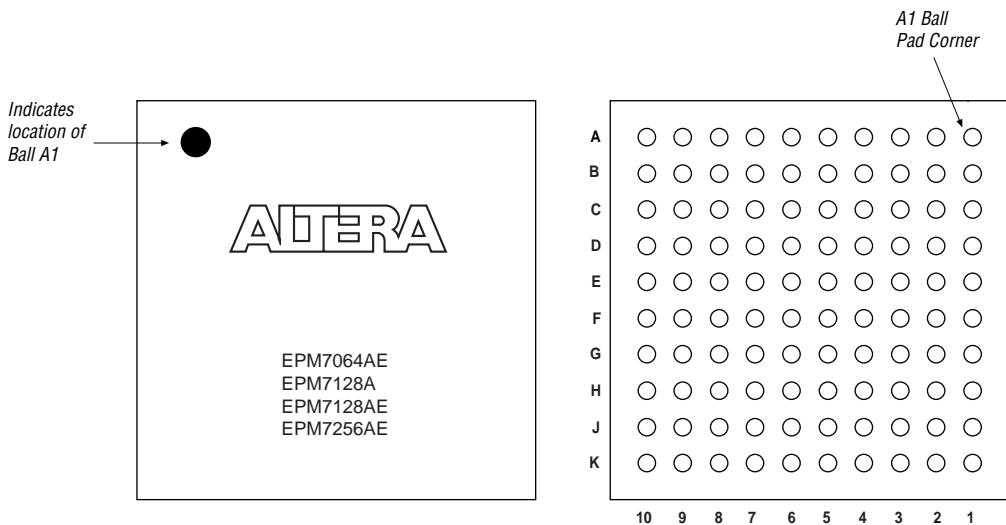 A1 Ball
Pad Corner
Indicates
location of
Ball A1
ALTERA
EPM7064AE
EPM7128A
EPM7128AE
EPM7256AE
A
B
C
D
E
F
G
H
J
K
10 9 8 7 6 5 4 3 2 1